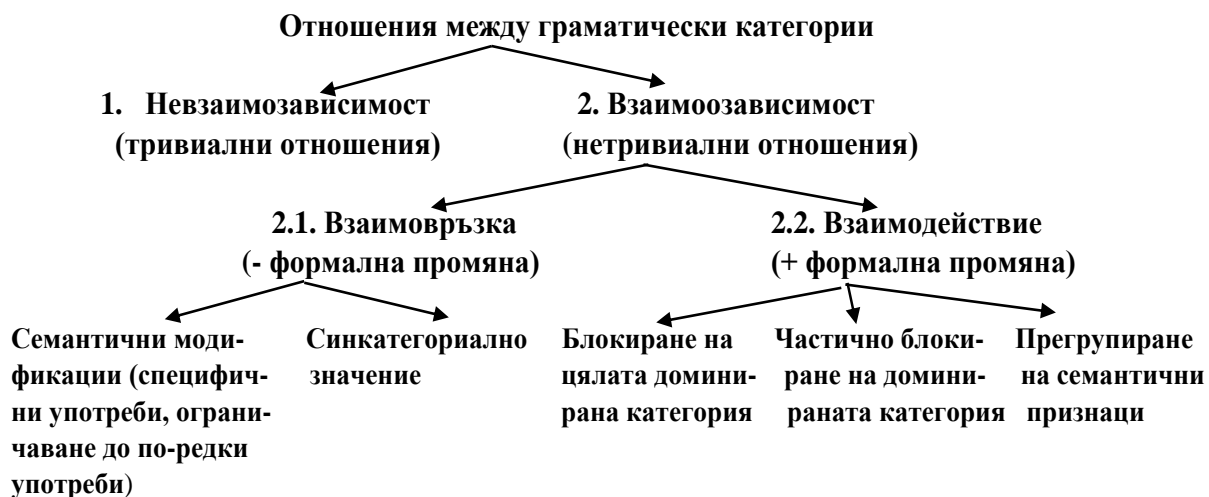 Отношения между граматически категории
1. Невзаимозависимост
(тривиални отношения)
2. Взаимоозависимост
(нетривиални отношения)
2.1. Взаимовръзка
(- формална промяна)
2.2. Взаимодействие
(+ формална промяна)
Семантични моди-
фикации (специфич-
ни употреби, ограни-
чаване до по-редки
употреби)
Синкатегориално
значение
Блокиране на
цялата домини-
рана категория
Частично блоки-
ране на домини-
раната категория
Прегрупиране
на семантични
признаци